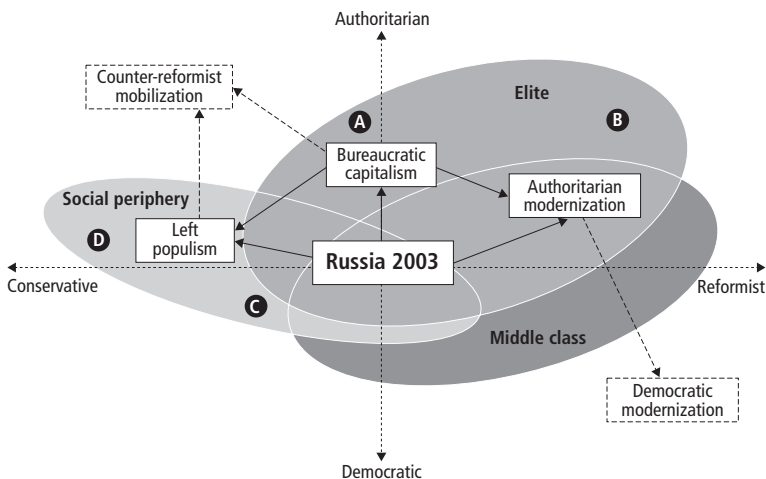 Authoritarian
Counter-reformist
mobilization
Elite
A
B
Bureaucratic
capitalism
Authoritarian
modernization
Social periphery
Left
populism
D
Russia 2003
Conservative
Reformist
C
Middle class
Democratic
modernization
Democratic